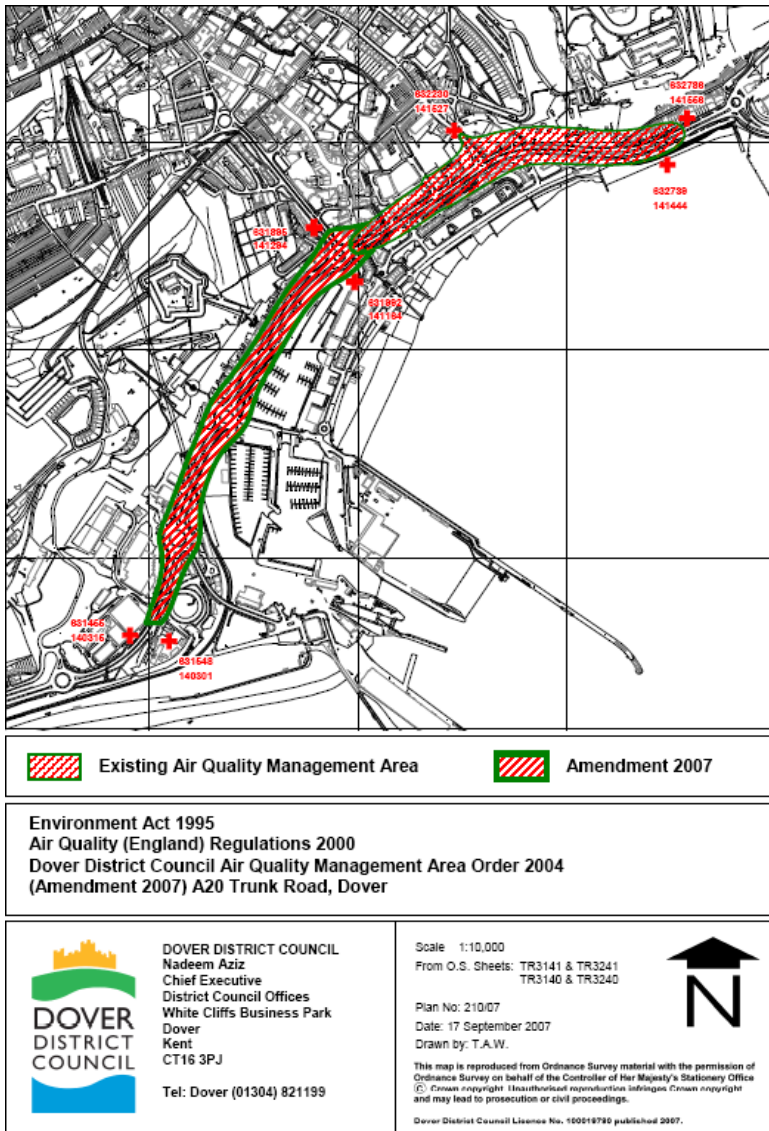 632230
141527
632786
141556
632739
141444
631895
141294
631992
141164
631465
140315
631548
140301
Existing Air Quality Management Area
Amendment 2007
Environment Act 1995
Air Quality (England) Regulations 2000
Dover District Council Air Quality Management Area Order 2004
(Amendment 2007) A20 Trunk Road, Dover
DOVER
DISTRICT
COUNCIL
DOVER DISTRICT COUNCIL
Nadeem Aziz
Chief Executive
District Council Offices
White Cliffs Business Park
Dover
Kent
CT16 3PJ
Tel: Dover (01304) 821199
Scale 1:10,000
From O.S. Sheets: TR3141 & TR3241
TR3140 & TR3240
Plan No: 210/07
Date: 17 September 2007
Drawn by: T.A.W.
N
This map is reproduced from Ordnance Survey material with the permission of
Ordnance Survey on behalf of the Controller of Her Majesty's Stationery Office
© Crown copyright. Unauthorised reproduction infringes Crown copyright
and may lead to prosecution or civil proceedings.
Dover District Council Licence No. 100019780 published 2007.